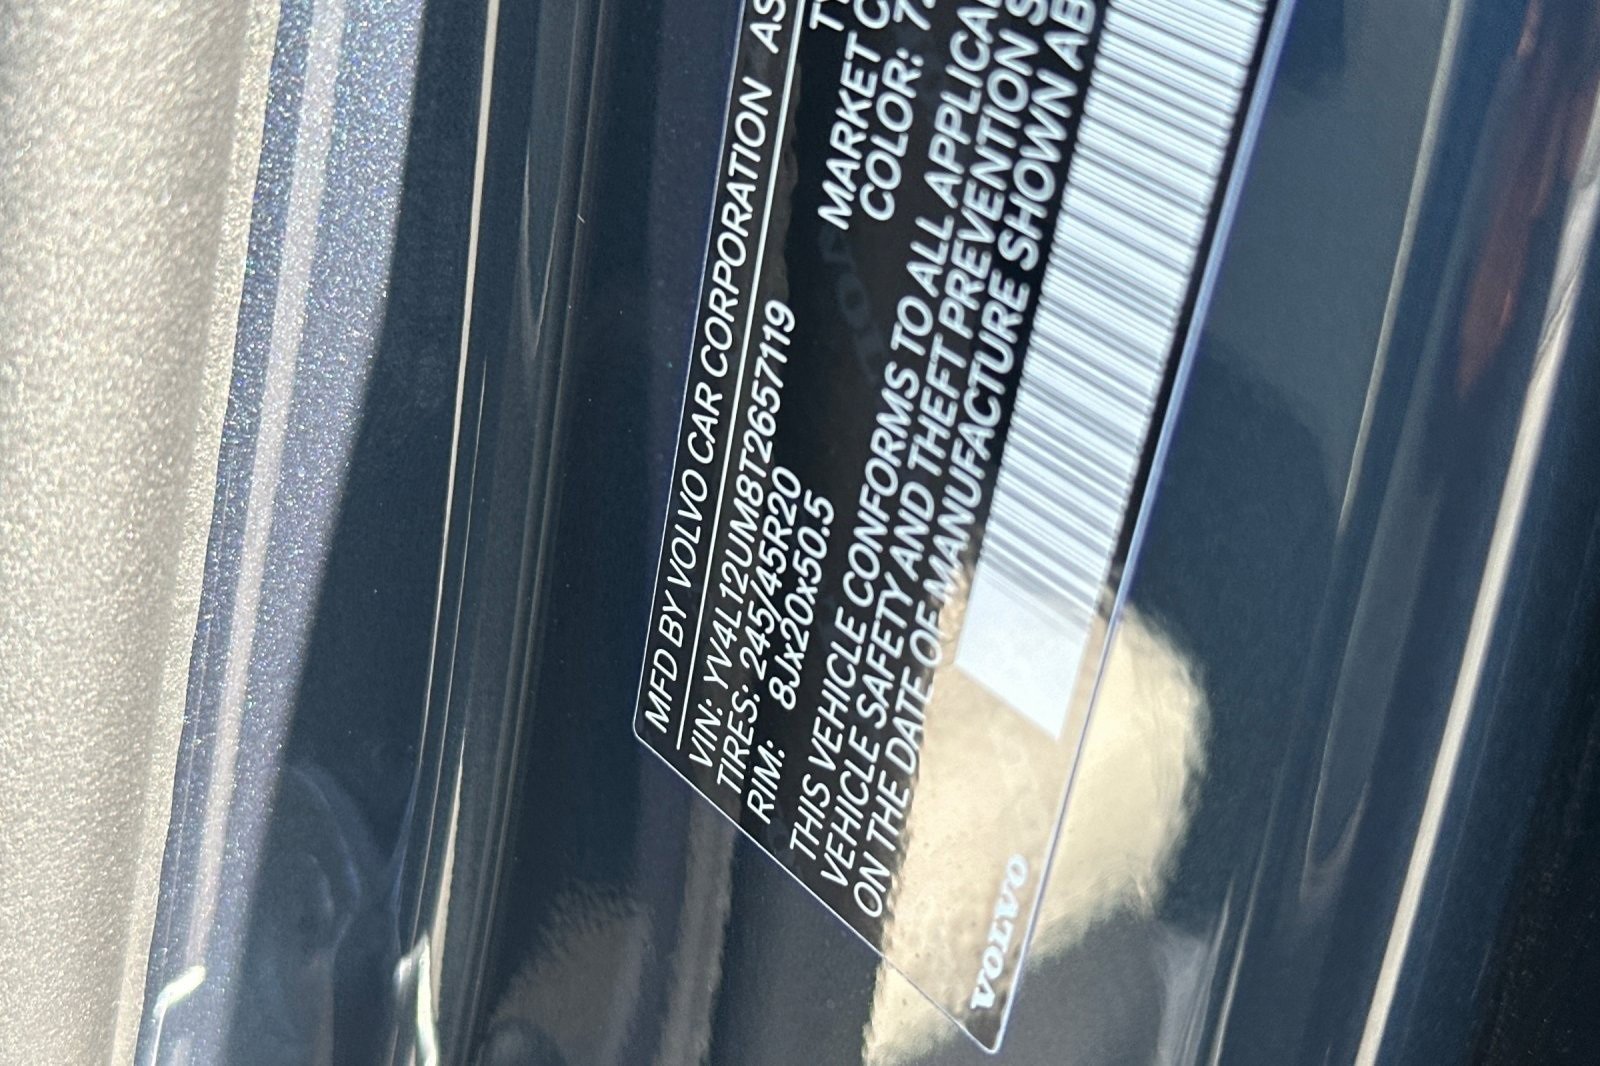 MFD BY VOLVO CAR CORPORATION AS
VIN: YV4L12UM8T2657119
TIRES: 245/45R20
RIM: 8Jx20x50.5
MARKET
COLOR:
THIS VEHICLE CONFORMS TO ALL
VEHICLE SAFETY AND THEFT PREVENTION
ON THE DATE OF MANUFACTURE SHOWN AB
VOLVO